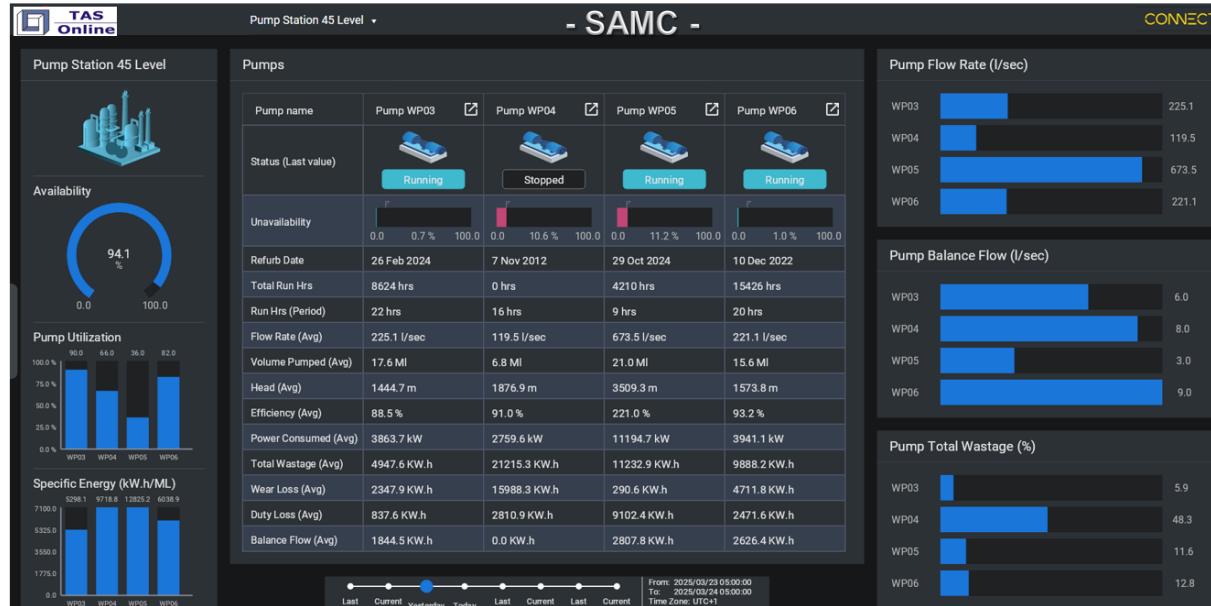 TAS
Online
Pump Station 45 Level
- SAMC -
CONNECT
Pump Station 45 Level
Availability
94.1
%
0.0 100.0
Pump Utilization
90.0 66.0 36.0 82.0
100.0 %
75.0 %
50.0 %
25.0 %
0.0 %
WP03 WP04 WP05 WP06
Specific Energy (kW.h/ML)
5298.1 9718.8 12825.2 6038.9
7100.0
5325.0
3550.0
1775.0
0.0
WP03 WP04 WP05 WP06
Pumps
Pump name Pump WP03 Pump WP04 Pump WP05 Pump WP06
Status (Last value) Running Stopped Running Running
Unavailability 0.0 0.7 % 100.0 0.0 10.6 % 100.0 0.0 11.2 % 100.0 0.0 1.0 % 100.0
Refurb Date 26 Feb 2024 7 Nov 2012 29 Oct 2024 10 Dec 2022
Total Run Hrs 8624 hrs 0 hrs 4210 hrs 15426 hrs
Run Hrs (Period) 22 hrs 16 hrs 9 hrs 20 hrs
Flow Rate (Avg) 225.1 l/sec 119.5 l/sec 673.5 l/sec 221.1 l/sec
Volume Pumped (Avg) 17.6 Ml 6.8 Ml 21.0 Ml 15.6 Ml
Head (Avg) 1444.7 m 1876.9 m 3509.3 m 1573.8 m
Efficiency (Avg) 88.5 % 91.0 % 221.0 % 93.2 %
Power Consumed (Avg) 3863.7 kW 2759.6 kW 11194.7 kW 3941.1 kW
Total Wastage (Avg) 4947.6 KW.h 21215.3 KW.h 11232.9 KW.h 9888.2 KW.h
Wear Loss (Avg) 2347.9 KW.h 15988.3 KW.h 290.6 KW.h 4711.8 KW.h
Duty Loss (Avg) 837.6 KW.h 2810.9 KW.h 9102.4 KW.h 2471.6 KW.h
Balance Flow (Avg) 1844.5 KW.h 0.0 KW.h 2807.8 KW.h 2626.4 KW.h
Last Current Yesterday Today Last Current Last Current
From: 2025/03/23 05:00:00
To: 2025/03/24 05:00:00
Time Zone: UTC+1
Pump Flow Rate (l/sec)
WP03 225.1
WP04 119.5
WP05 673.5
WP06 221.1
Pump Balance Flow (l/sec)
WP03 6.0
WP04 8.0
WP05 3.0
WP06 9.0
Pump Total Wastage (%)
WP03 5.9
WP04 48.3
WP05 11.6
WP06 12.8